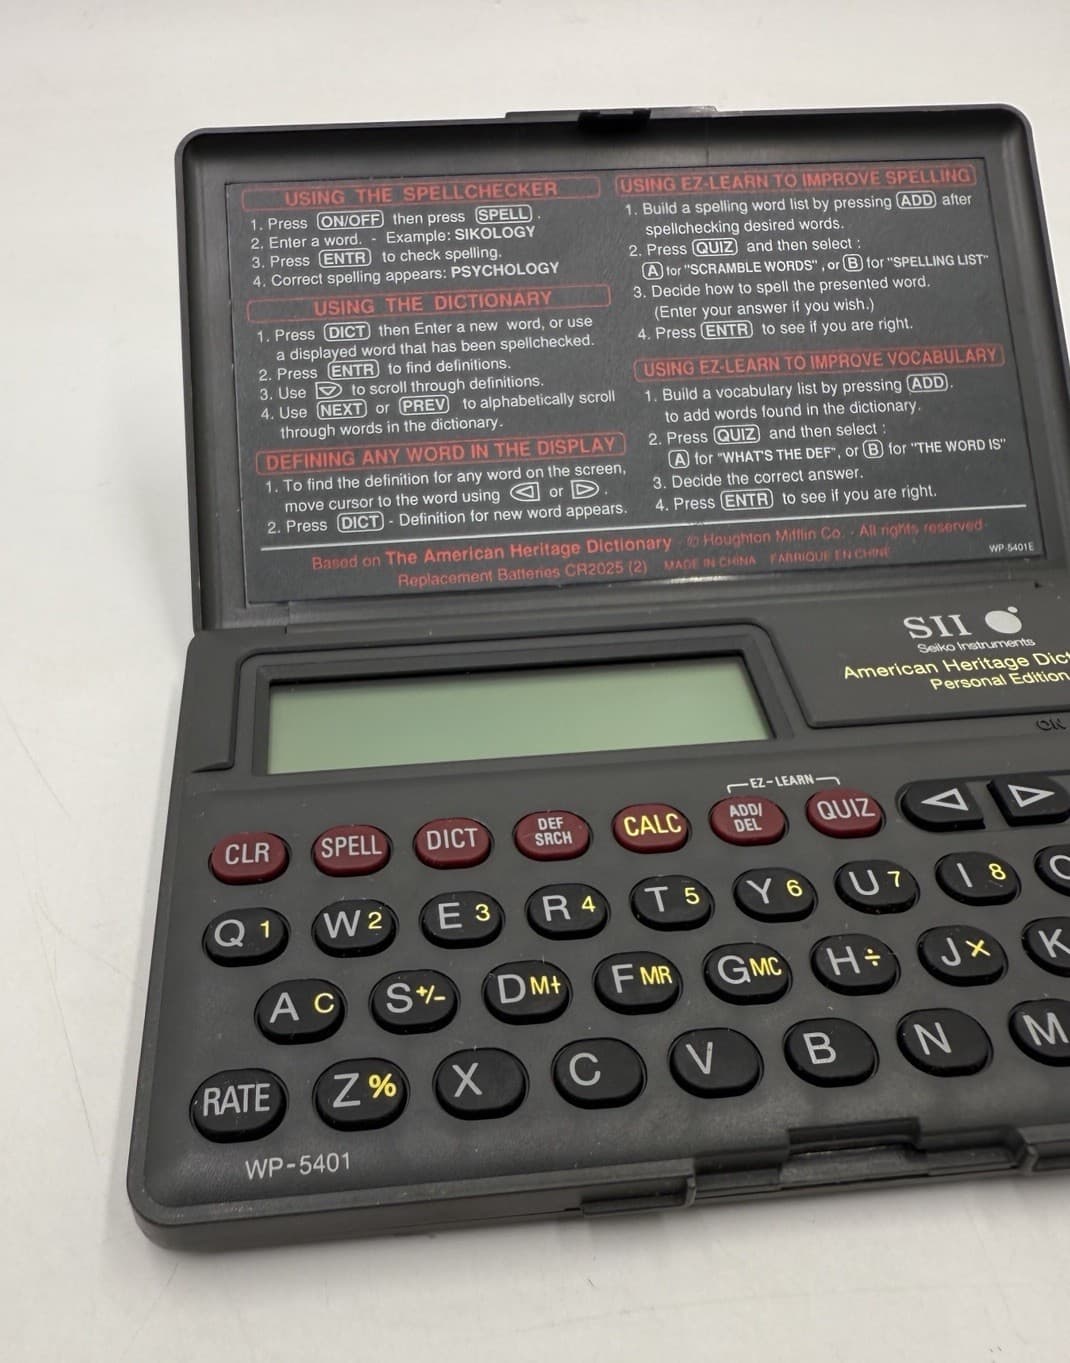 USING THE SPELLCHECKER
1. Press ON/OFF then press SPELL.
2. Enter a word. - Example: SIKOLOGY
3. Press ENTR to check spelling.
4. Correct spelling appears: PSYCHOLOGY
USING THE DICTIONARY
1. Press DICT then Enter a new word, or use
a displayed word that has been spellchecked.
2. Press ENTR to find definitions.
3. Use ▽ to scroll through definitions.
4. Use NEXT or PREV to alphabetically scroll
through words in the dictionary.
DEFINING ANY WORD IN THE DISPLAY
1. To find the definition for any word on the screen,
move cursor to the word using ◁ or ▷.
2. Press DICT - Definition for new word appears.
USING EZ-LEARN TO IMPROVE SPELLING
1. Build a spelling word list by pressing ADD after
spellchecking desired words.
2. Press QUIZ and then select :
A for "SCRAMBLE WORDS", or B for "SPELLING LIST"
3. Decide how to spell the presented word.
(Enter your answer if you wish.)
4. Press ENTR to see if you are right.
USING EZ-LEARN TO IMPROVE VOCABULARY
1. Build a vocabulary list by pressing ADD.
to add words found in the dictionary.
2. Press QUIZ and then select :
A for "WHAT'S THE DEF", or B for "THE WORD IS"
3. Decide the correct answer.
4. Press ENTR to see if you are right.
Based on The American Heritage Dictionary · © Houghton Mifflin Co. · All rights reserved·
Replacement Batteries CR2025 (2) MADE IN CHINA FABRIQUE EN CHINE
WP-5401E
SII
Seiko Instruments
American Heritage Dict
Personal Edition
ON
EZ-LEARN
CLR SPELL DICT DEF SRCH CALC ADD/DEL QUIZ ◁ ▷
Q 1 W 2 E 3 R 4 T 5 Y 6 U 7 I 8
A C S +/- D M+ F MR G MC H ÷ J × K
RATE Z % X C V B N M
WP-5401